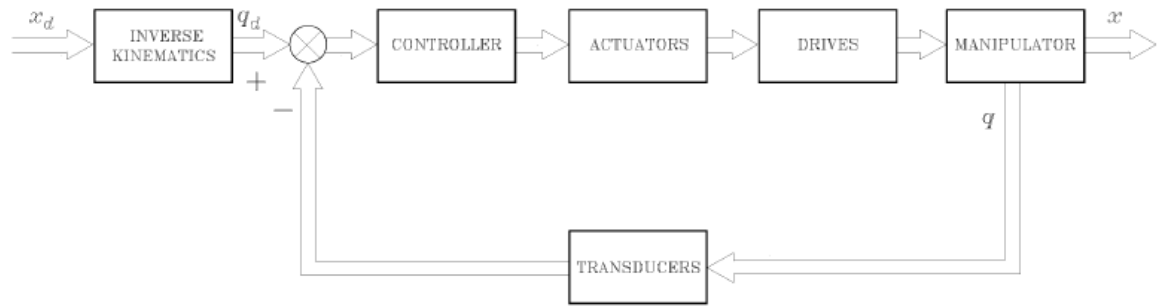 x_d
INVERSE
KINEMATICS
q_d
+
−
CONTROLLER
ACTUATORS
DRIVES
MANIPULATOR
x
q
TRANSDUCERS